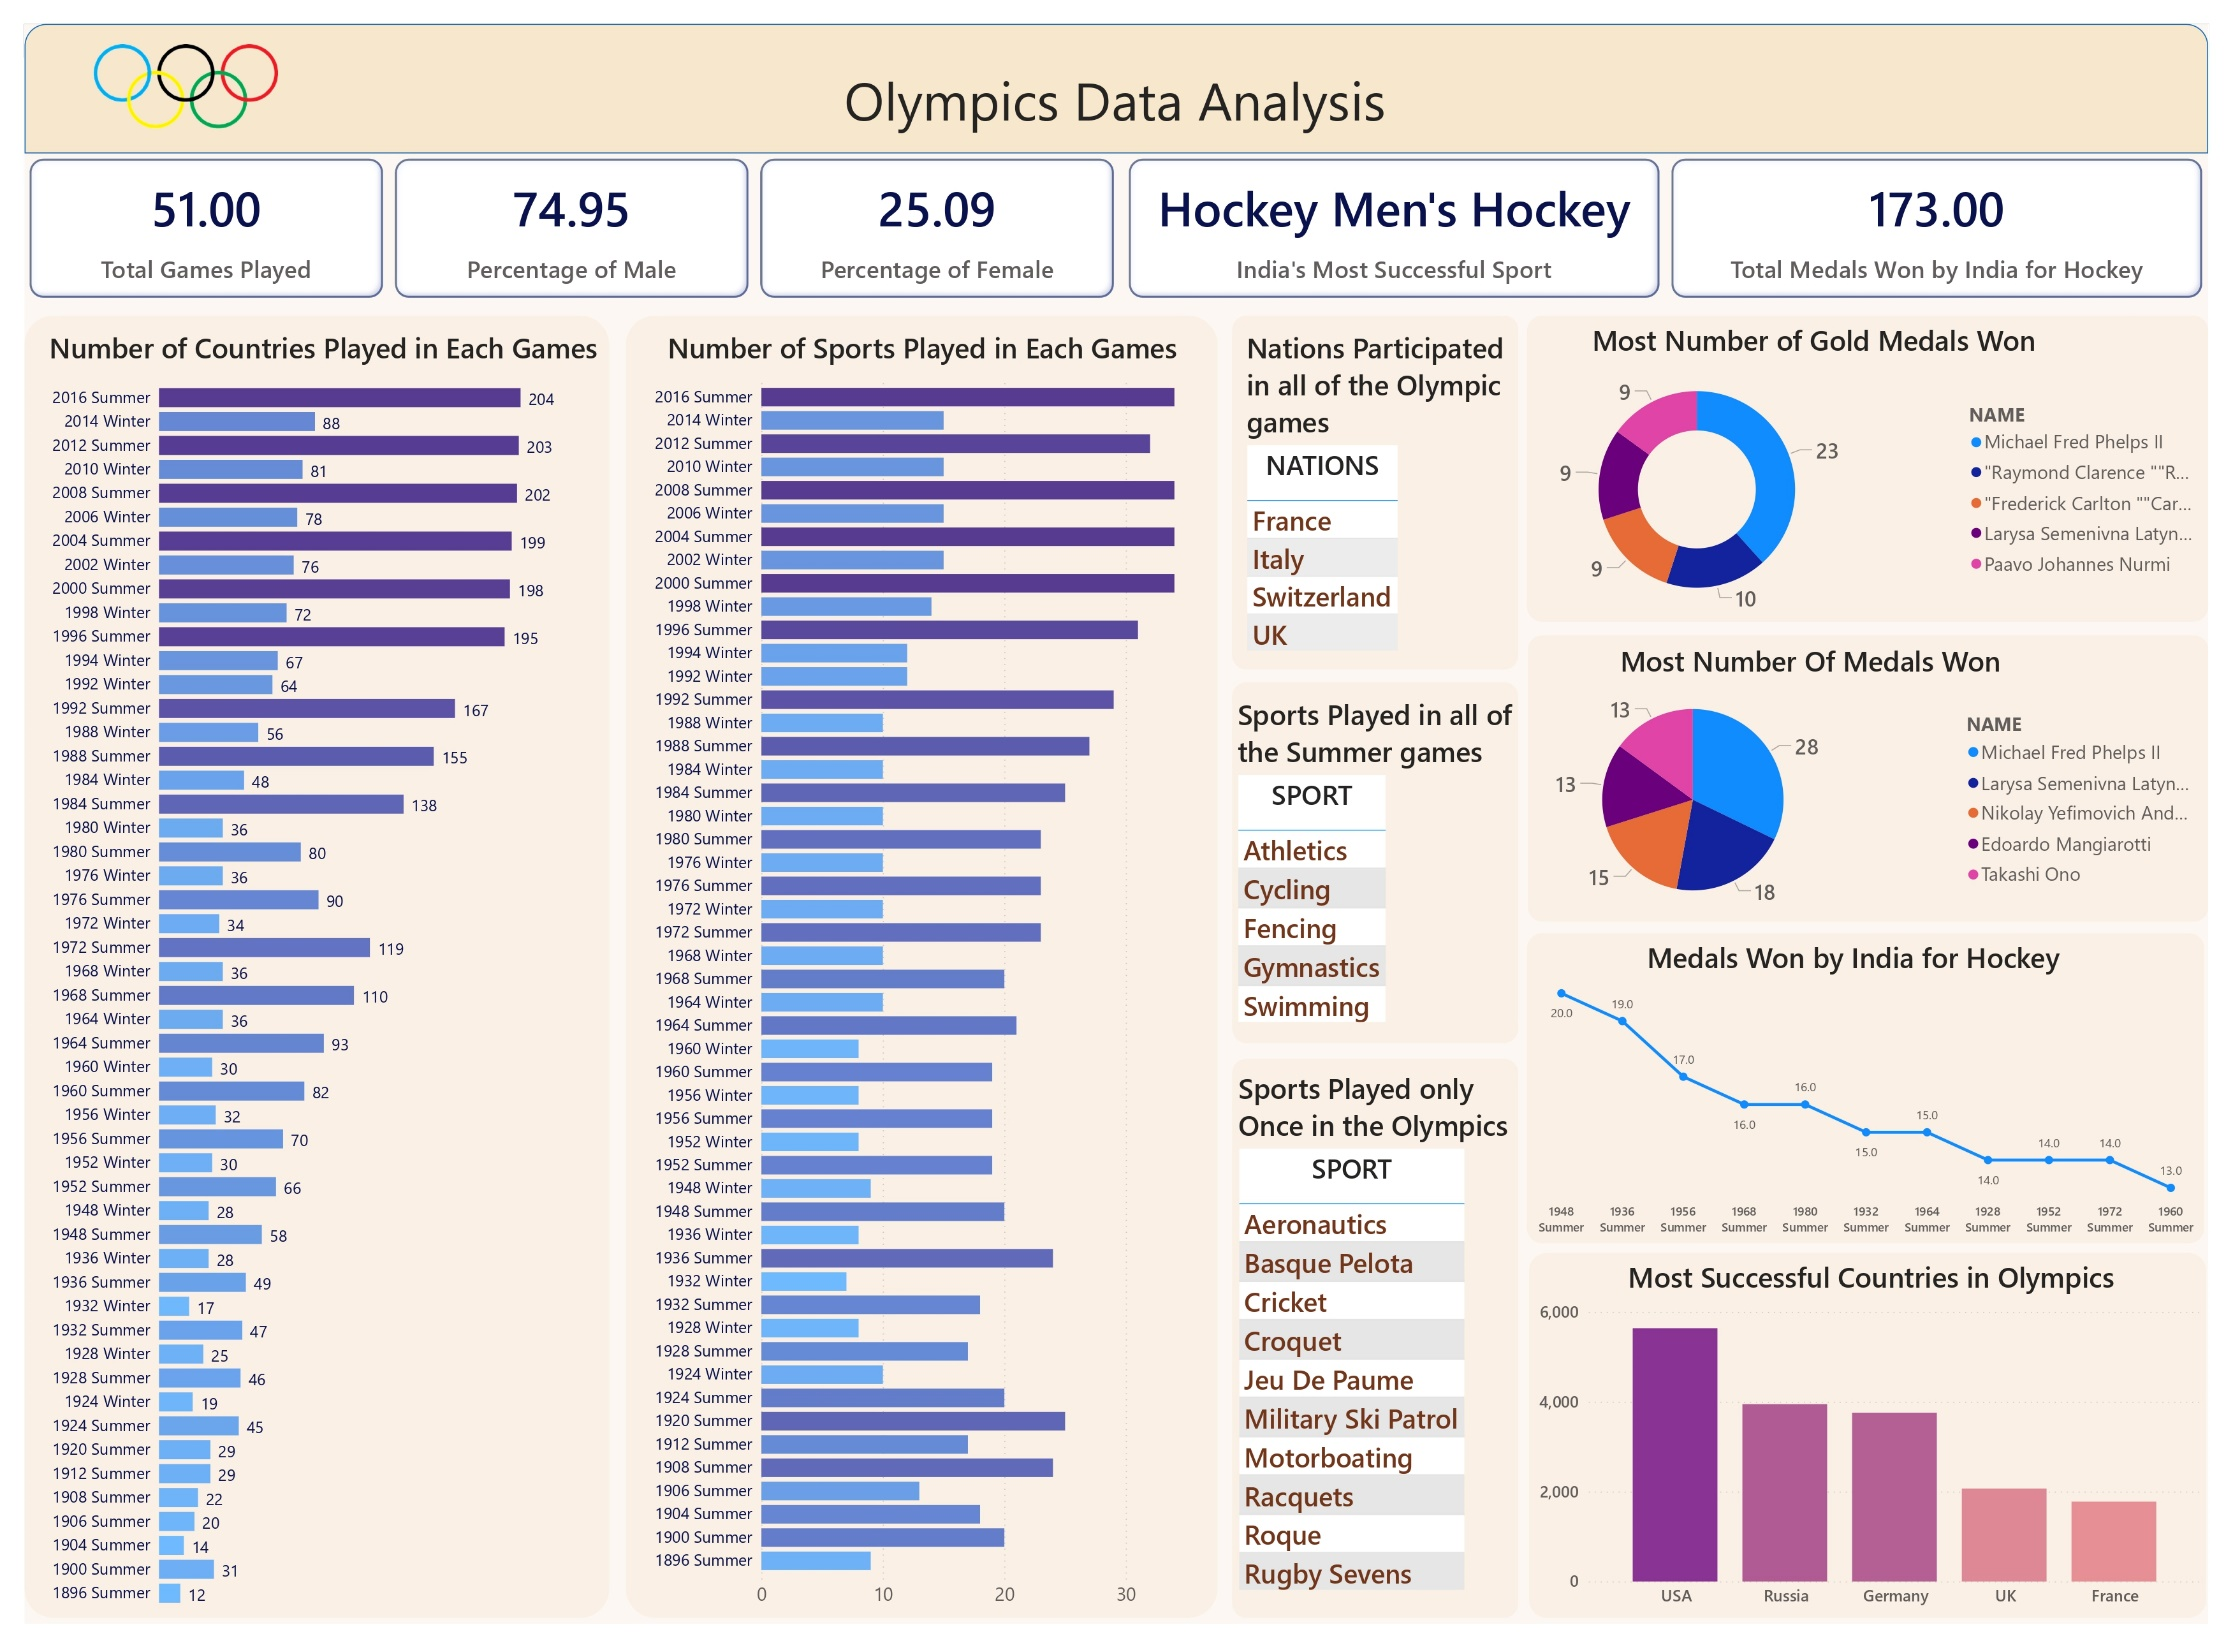 Olympics Data Analysis
51.00
Total Games Played
74.95
Percentage of Male
25.09
Percentage of Female
Hockey Men's Hockey
India's Most Successful Sport
173.00
Total Medals Won by India for Hockey
Number of Countries Played in Each Games
2016 Summer 204
2014 Winter 88
2012 Summer 203
2010 Winter 81
2008 Summer 202
2006 Winter 78
2004 Summer 199
2002 Winter 76
2000 Summer 198
1998 Winter 72
1996 Summer 195
1994 Winter 67
1992 Winter 64
1992 Summer 167
1988 Winter 56
1988 Summer 155
1984 Winter 48
1984 Summer 138
1980 Winter 36
1980 Summer 80
1976 Winter 36
1976 Summer 90
1972 Winter 34
1972 Summer 119
1968 Winter 36
1968 Summer 110
1964 Winter 36
1964 Summer 93
1960 Winter 30
1960 Summer 82
1956 Winter 32
1956 Summer 70
1952 Winter 30
1952 Summer 66
1948 Winter 28
1948 Summer 58
1936 Winter 28
1936 Summer 49
1932 Winter 17
1932 Summer 47
1928 Winter 25
1928 Summer 46
1924 Winter 19
1924 Summer 45
1920 Summer 29
1912 Summer 29
1908 Summer 22
1906 Summer 20
1904 Summer 14
1900 Summer 31
1896 Summer 12
Number of Sports Played in Each Games
2016 Summer
2014 Winter
2012 Summer
2010 Winter
2008 Summer
2006 Winter
2004 Summer
2002 Winter
2000 Summer
1998 Winter
1996 Summer
1994 Winter
1992 Winter
1992 Summer
1988 Winter
1988 Summer
1984 Winter
1984 Summer
1980 Winter
1980 Summer
1976 Winter
1976 Summer
1972 Winter
1972 Summer
1968 Winter
1968 Summer
1964 Winter
1964 Summer
1960 Winter
1960 Summer
1956 Winter
1956 Summer
1952 Winter
1952 Summer
1948 Winter
1948 Summer
1936 Winter
1936 Summer
1932 Winter
1932 Summer
1928 Winter
1928 Summer
1924 Winter
1924 Summer
1920 Summer
1912 Summer
1908 Summer
1906 Summer
1904 Summer
1900 Summer
1896 Summer
0 10 20 30
Nations Participated
in all of the Olympic
games
NATIONS
France
Italy
Switzerland
UK
Sports Played in all of
the Summer games
SPORT
Athletics
Cycling
Fencing
Gymnastics
Swimming
Sports Played only
Once in the Olympics
SPORT
Aeronautics
Basque Pelota
Cricket
Croquet
Jeu De Paume
Military Ski Patrol
Motorboating
Racquets
Roque
Rugby Sevens
Most Number of Gold Medals Won
9
23
9
9
10
NAME
Michael Fred Phelps II
"Raymond Clarence ""R...
"Frederick Carlton ""Car...
Larysa Semenivna Latyn...
Paavo Johannes Nurmi
Most Number Of Medals Won
13
28
13
15
18
NAME
Michael Fred Phelps II
Larysa Semenivna Latyn...
Nikolay Yefimovich And...
Edoardo Mangiarotti
Takashi Ono
Medals Won by India for Hockey
20.0 19.0 17.0 16.0 16.0 15.0 15.0 14.0 14.0 14.0 13.0
1948 1936 1956 1968 1980 1932 1964 1928 1952 1972 1960
Summer Summer Summer Summer Summer Summer Summer Summer Summer Summer Summer
Most Successful Countries in Olympics
6,000
4,000
2,000
0
USA Russia Germany UK France